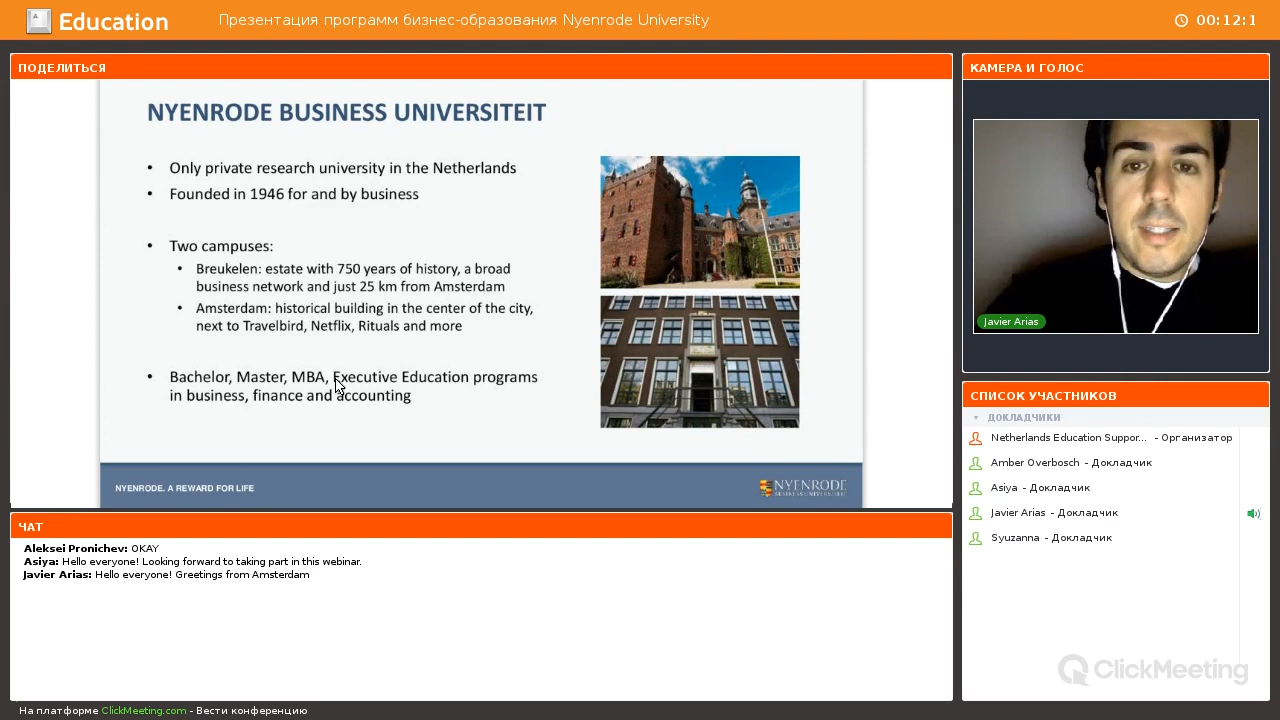 A Education
Презентация программ бизнес-образования Nyenrode University
00:12:1
ПОДЕЛИТЬСЯ
NYENRODE BUSINESS UNIVERSITEIT
• Only private research university in the Netherlands
• Founded in 1946 for and by business
• Two campuses:
• Breukelen: estate with 750 years of history, a broad
business network and just 25 km from Amsterdam
• Amsterdam: historical building in the center of the city,
next to Travelbird, Netflix, Rituals and more
• Bachelor, Master, MBA, Executive Education programs
in business, finance and accounting
NYENRODE. A REWARD FOR LIFE
NYENRODE
КАМЕРА И ГОЛОС
Javier Arias
СПИСОК УЧАСТНИКОВ
ДОКЛАДЧИКИ
Netherlands Education Suppor... - Организатор
Amber Overbosch - Докладчик
Asiya - Докладчик
Javier Arias - Докладчик
Syuzanna - Докладчик
ClickMeeting
ЧАТ
Aleksei Pronichev: OKAY
Asiya: Hello everyone! Looking forward to taking part in this webinar.
Javier Arias: Hello everyone! Greetings from Amsterdam
На платформе ClickMeeting.com - Вести конференцию